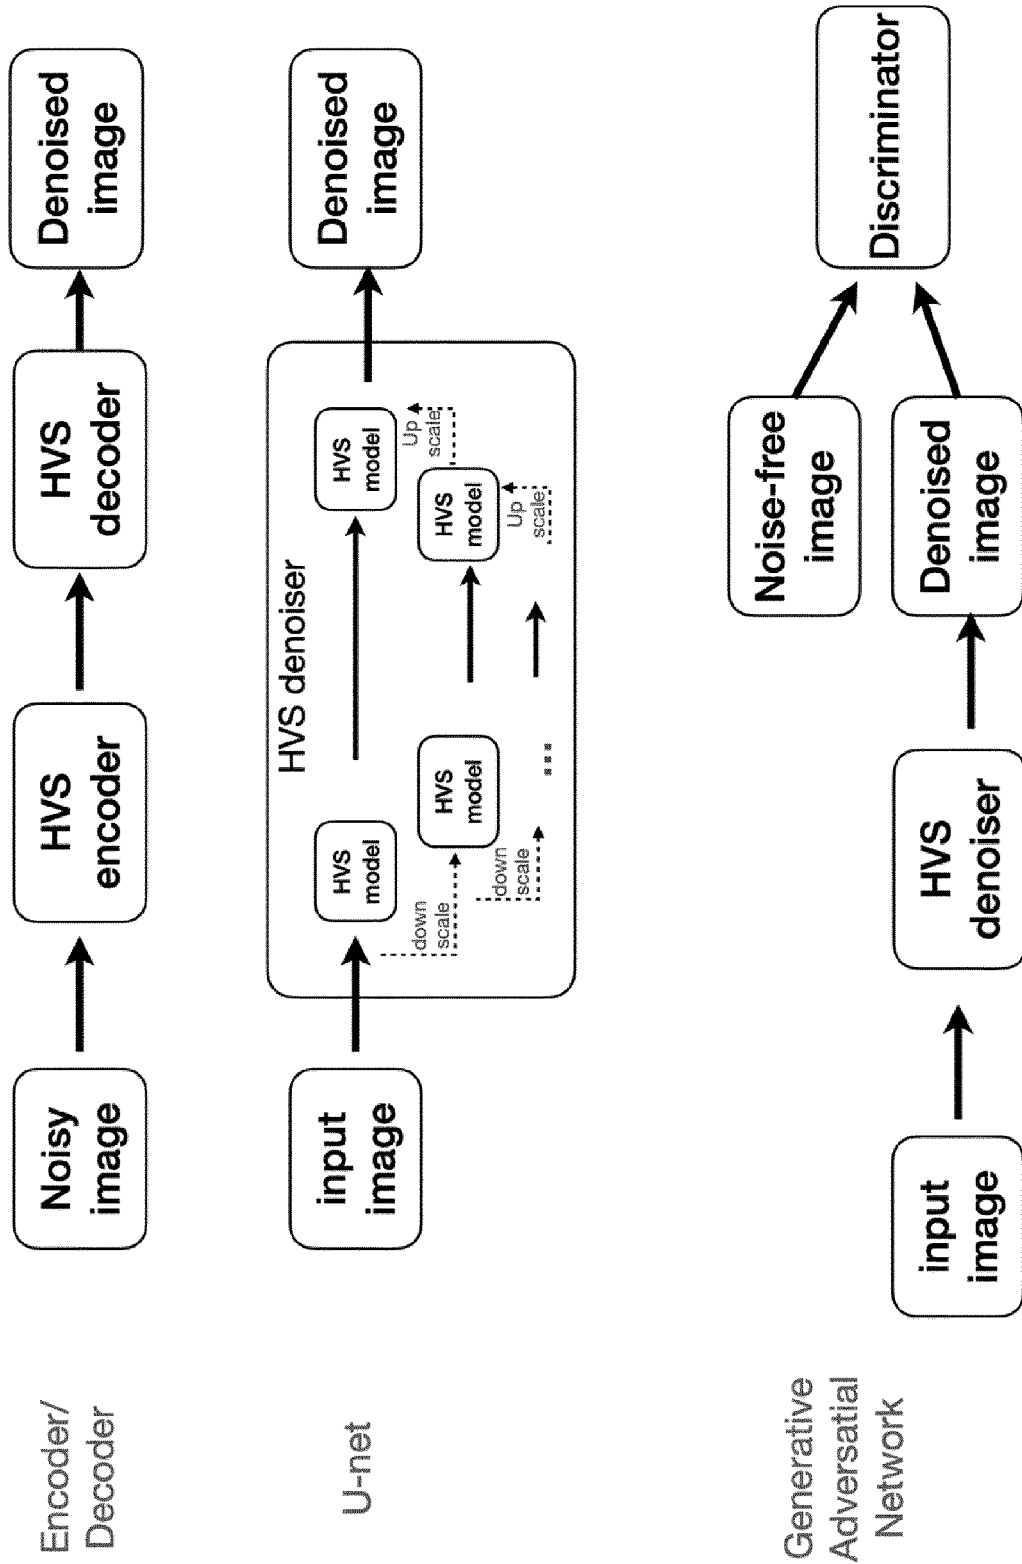 Encoder/
Decoder
Noisy
image
HVS
encoder
HVS
decoder
Denoised
image
U-net
input
image
HVS denoiser
HVS
model
HVS
model
down
scale
HVS
model
HVS
model
Up
scale
down
scale
...
Up
scale
Denoised
image
Generative
Adversatial
Network
input
image
HVS
denoiser
Noise-free
image
Denoised
image
Discriminator